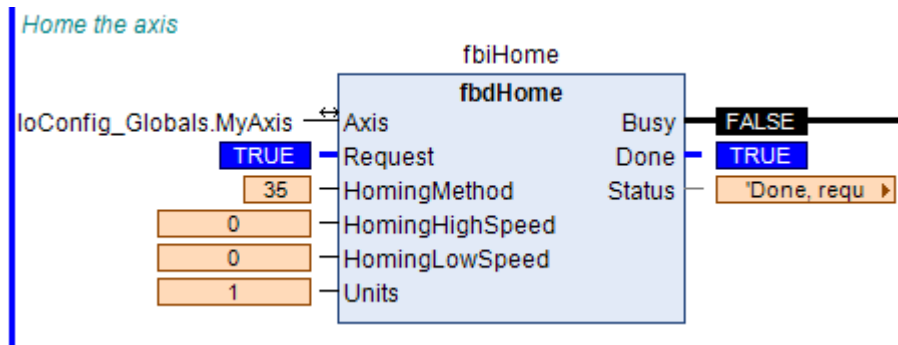 Home the axis
fbiHome
fbdHome
IoConfig_Globals.MyAxis Axis Busy FALSE
TRUE Request Done TRUE
35 HomingMethod Status 'Done, requ
0 HomingHighSpeed
0 HomingLowSpeed
1 Units